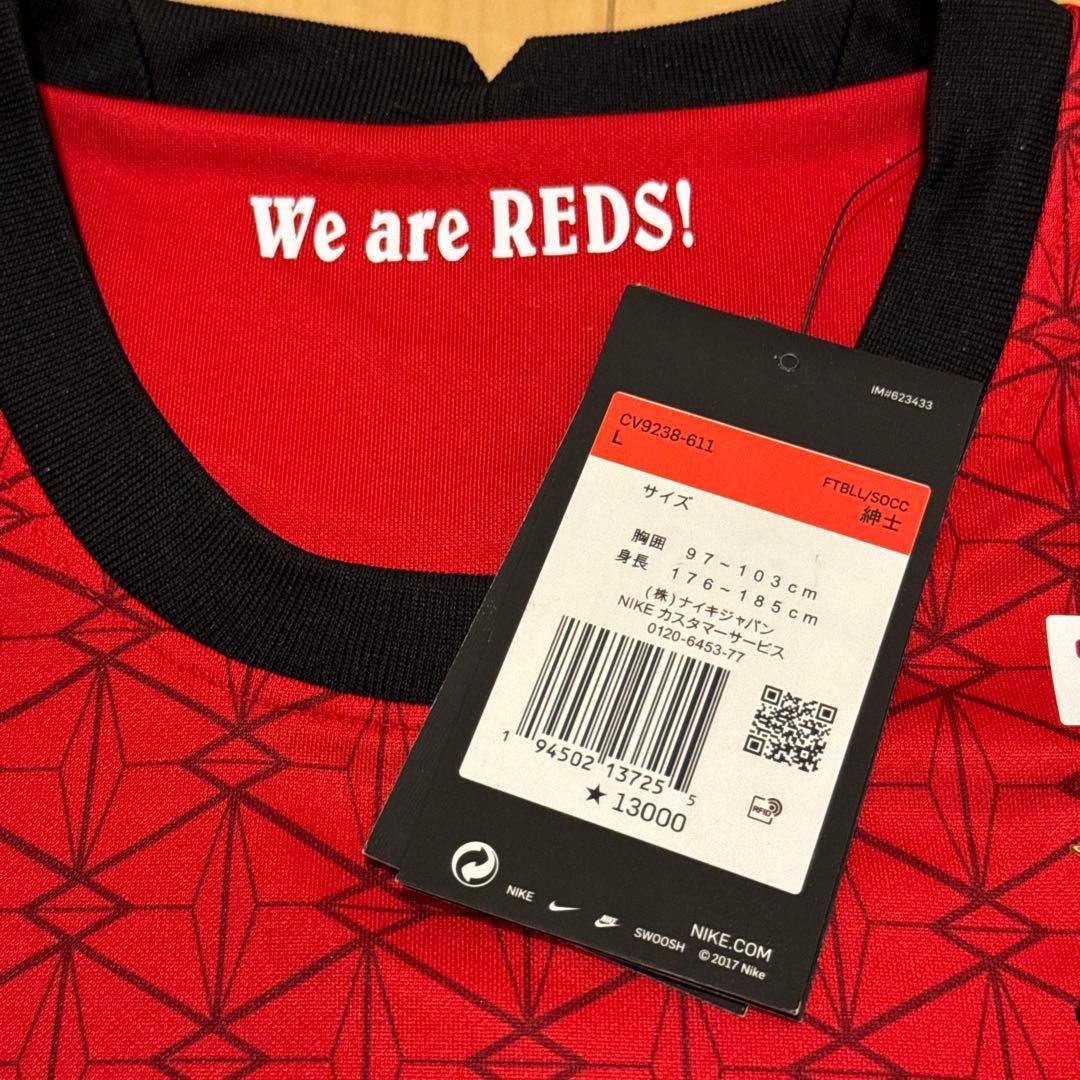 We are REDS!
IM#623433
CV9238-611
L
FTBLL/SOCC
紳士
サイズ
胸囲 97~103cm
身長 176~185cm
(株)ナイキジャパン
NIKE カスタマーサービス
0120-6453-77
1 94502 13725 5
★13000
RFID
NIKE
SWOOSH
NIKE.COM
©2017 Nike